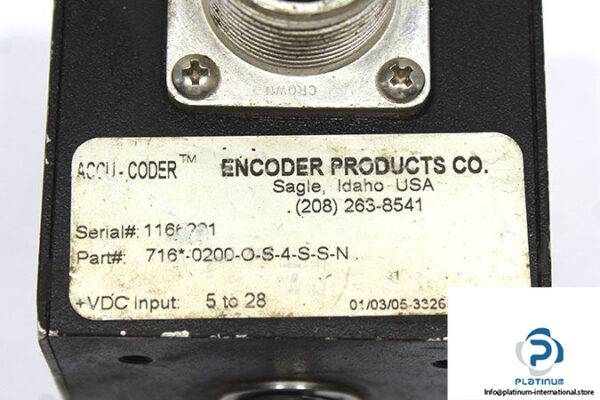 CROWN
ACCU-CODER™ ENCODER PRODUCTS CO.
Sagle, Idaho USA
(208) 263-8541
Serial#:
Part#: 716*-0200-O-S-4-S-S-N
+VDC Input: 5 to 28 01/03/05-3326
PLATINUM
www.platinum-international.store